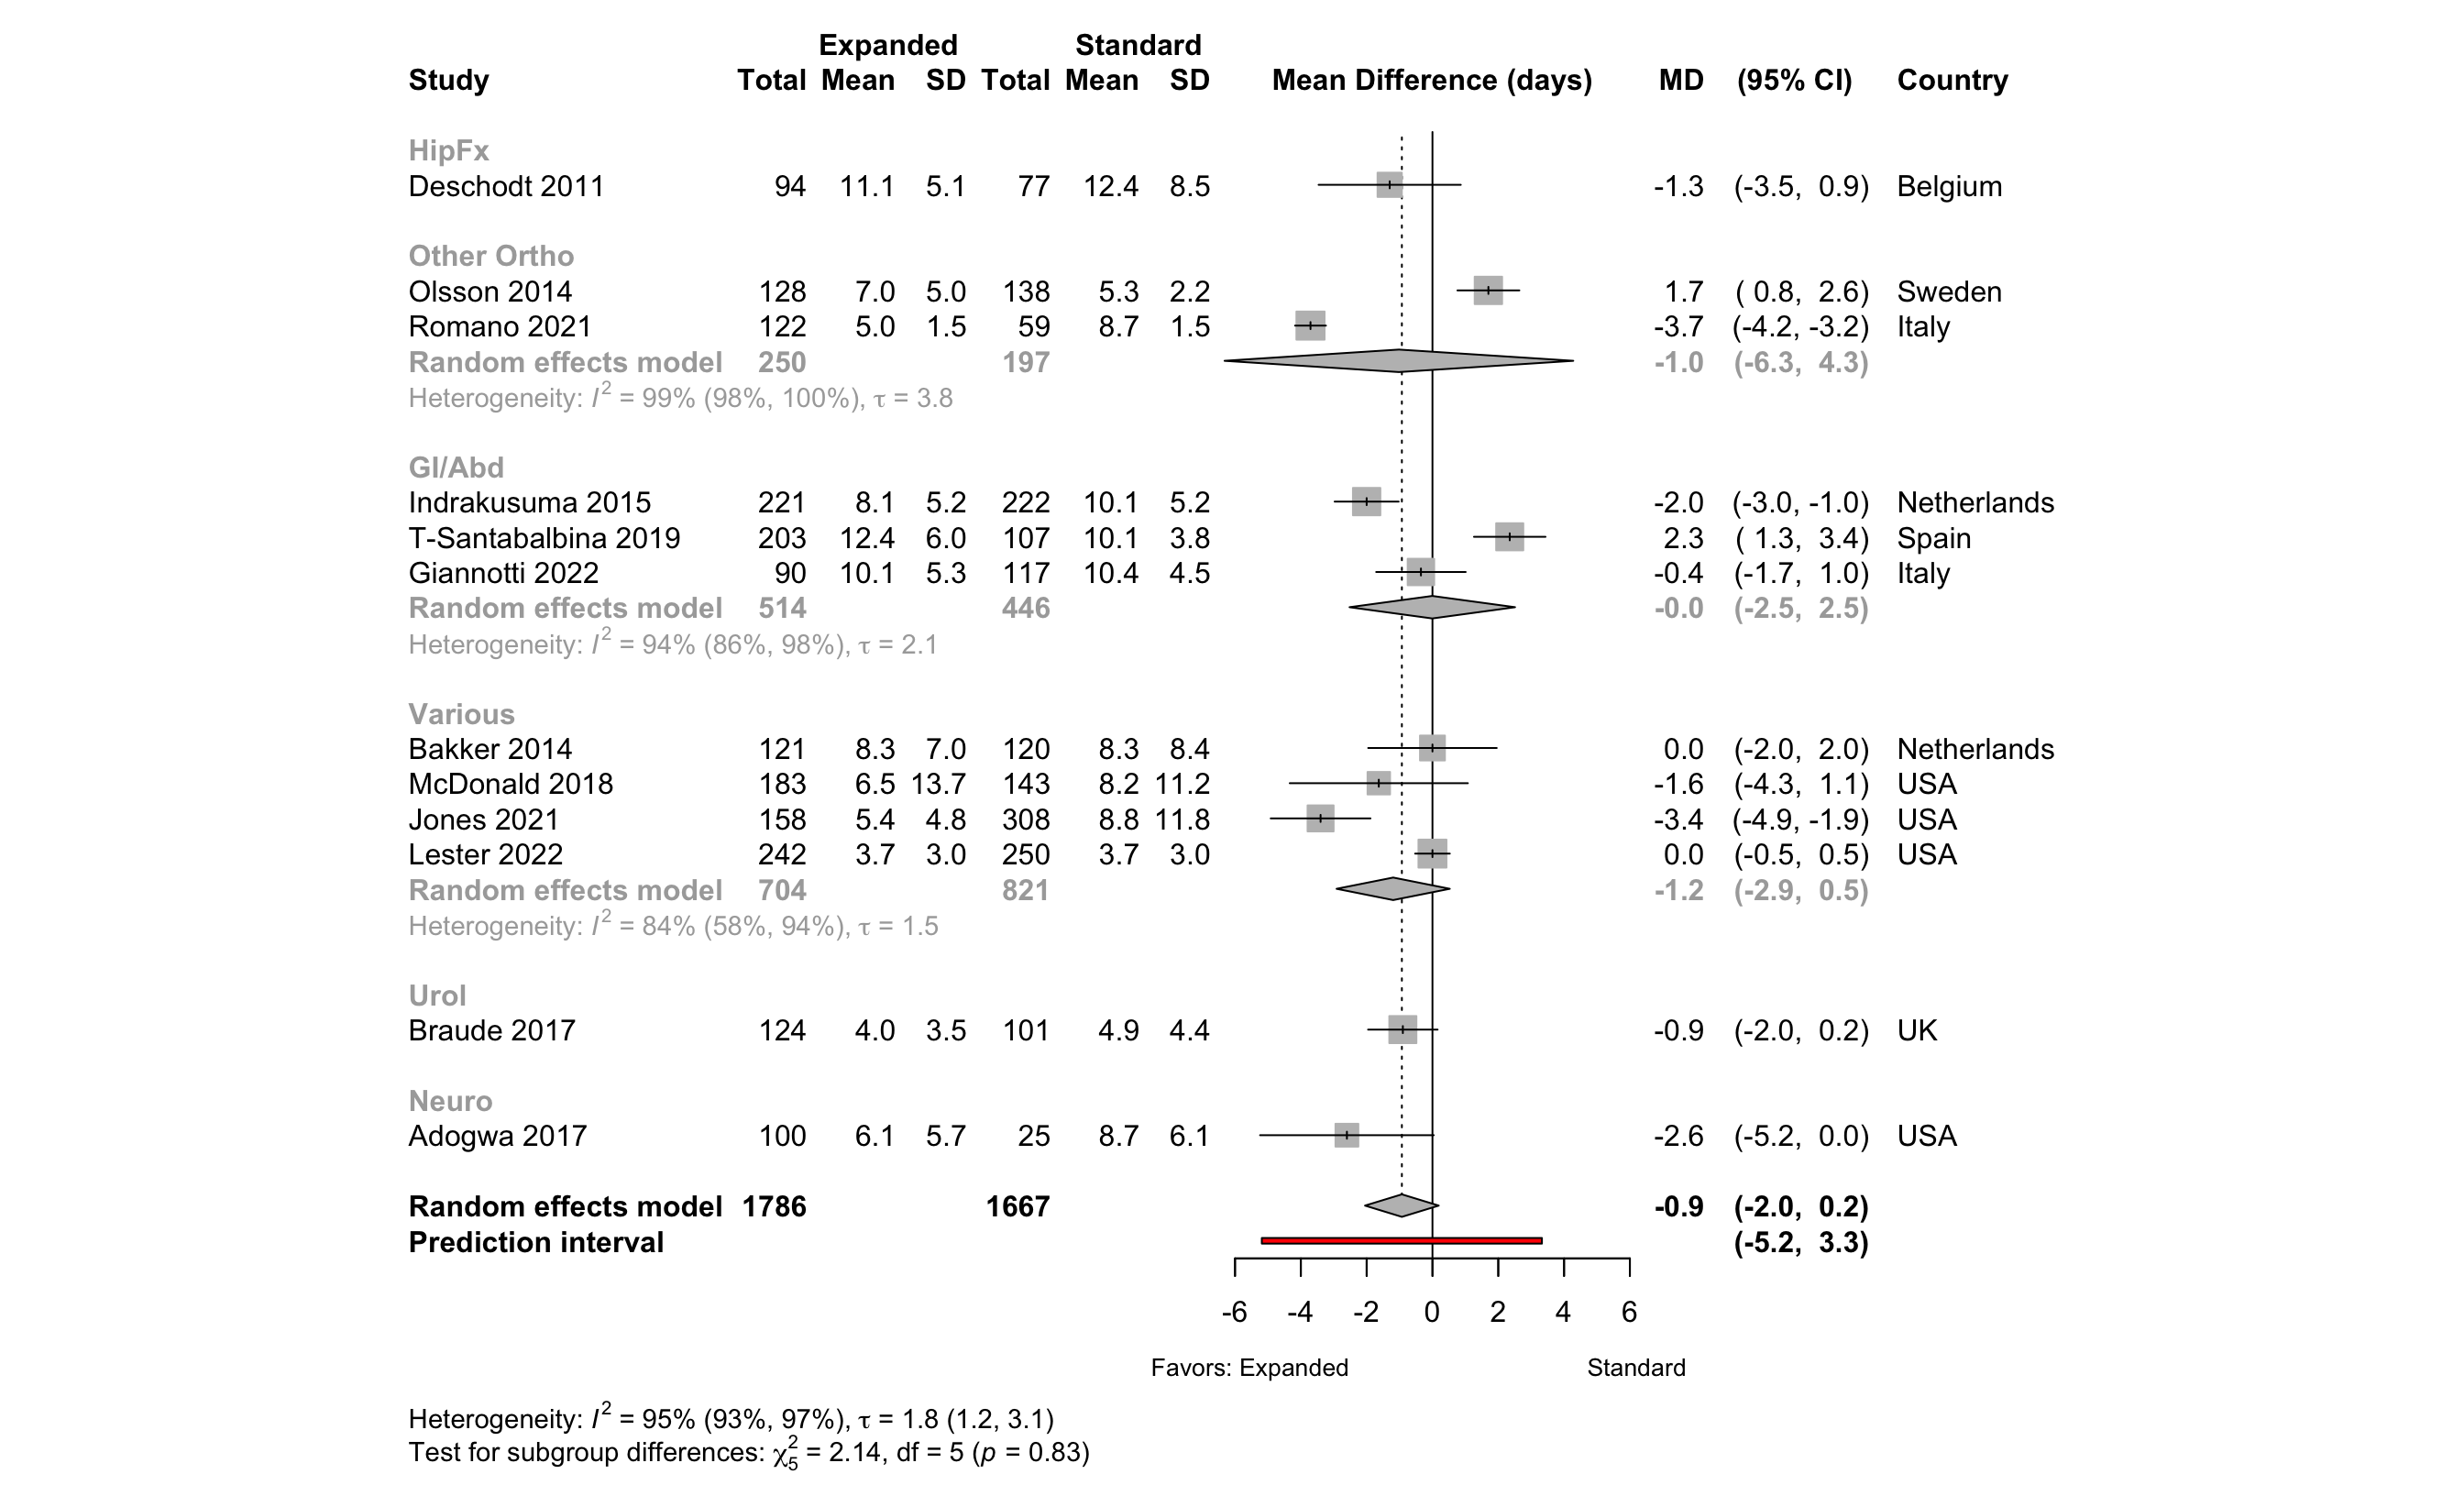 Expanded Standard
Study Total Mean SD Total Mean SD Mean Difference (days) MD (95% CI) Country
HipFx
Deschodt 2011 94 11.1 5.1 77 12.4 8.5 -1.3 (-3.5, 0.9) Belgium
Other Ortho
Olsson 2014 128 7.0 5.0 138 5.3 2.2 1.7 ( 0.8, 2.6) Sweden
Romano 2021 122 5.0 1.5 59 8.7 1.5 -3.7 (-4.2, -3.2) Italy
Random effects model 250 197 -1.0 (-6.3, 4.3)
Heterogeneity: I² = 99% (98%, 100%), τ = 3.8
GI/Abd
Indrakusuma 2015 221 8.1 5.2 222 10.1 5.2 -2.0 (-3.0, -1.0) Netherlands
T-Santabalbina 2019 203 12.4 6.0 107 10.1 3.8 2.3 ( 1.3, 3.4) Spain
Giannotti 2022 90 10.1 5.3 117 10.4 4.5 -0.4 (-1.7, 1.0) Italy
Random effects model 514 446 -0.0 (-2.5, 2.5)
Heterogeneity: I² = 94% (86%, 98%), τ = 2.1
Various
Bakker 2014 121 8.3 7.0 120 8.3 8.4 0.0 (-2.0, 2.0) Netherlands
McDonald 2018 183 6.5 13.7 143 8.2 11.2 -1.6 (-4.3, 1.1) USA
Jones 2021 158 5.4 4.8 308 8.8 11.8 -3.4 (-4.9, -1.9) USA
Lester 2022 242 3.7 3.0 250 3.7 3.0 0.0 (-0.5, 0.5) USA
Random effects model 704 821 -1.2 (-2.9, 0.5)
Heterogeneity: I² = 84% (58%, 94%), τ = 1.5
Urol
Braude 2017 124 4.0 3.5 101 4.9 4.4 -0.9 (-2.0, 0.2) UK
Neuro
Adogwa 2017 100 6.1 5.7 25 8.7 6.1 -2.6 (-5.2, 0.0) USA
Random effects model 1786 1667 -0.9 (-2.0, 0.2)
Prediction interval (-5.2, 3.3)
-6 -4 -2 0 2 4 6
Favors: Expanded Standard
Heterogeneity: I² = 95% (93%, 97%), τ = 1.8 (1.2, 3.1)
Test for subgroup differences: χ²₅ = 2.14, df = 5 (p = 0.83)